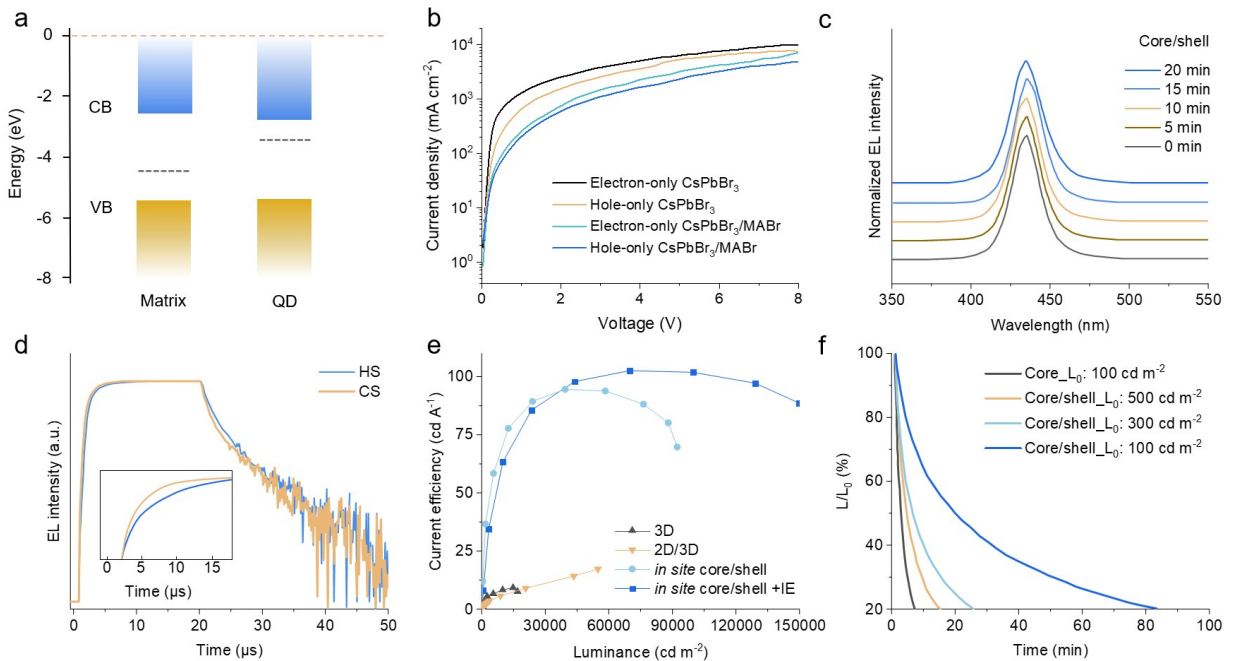 a
0
-2
-4
-6
-8
Energy (eV)
CB
VB
Matrix
QD
b
10⁴
10³
10²
10¹
10⁰
Current density (mA cm⁻²)
Electron-only CsPbBr₃
Hole-only CsPbBr₃
Electron-only CsPbBr₃/MABr
Hole-only CsPbBr₃/MABr
0 2 4 6 8
Voltage (V)
c
Normalized EL intensity
Core/shell
20 min
15 min
10 min
5 min
0 min
350 400 450 500 550
Wavelength (nm)
d
EL intensity (a.u.)
HS
CS
5 10 15
Time (μs)
0 10 20 30 40 50
Time (μs)
e
100
75
50
25
0
Current efficiency (cd A⁻¹)
3D
2D/3D
in site core/shell
in site core/shell +IE
0 30000 60000 90000 120000 150000
Luminance (cd m⁻²)
f
100
80
60
40
20
L/L₀ (%)
Core_L₀: 100 cd m⁻²
Core/shell_L₀: 500 cd m⁻²
Core/shell_L₀: 300 cd m⁻²
Core/shell_L₀: 100 cd m⁻²
0 20 40 60 80 100
Time (min)